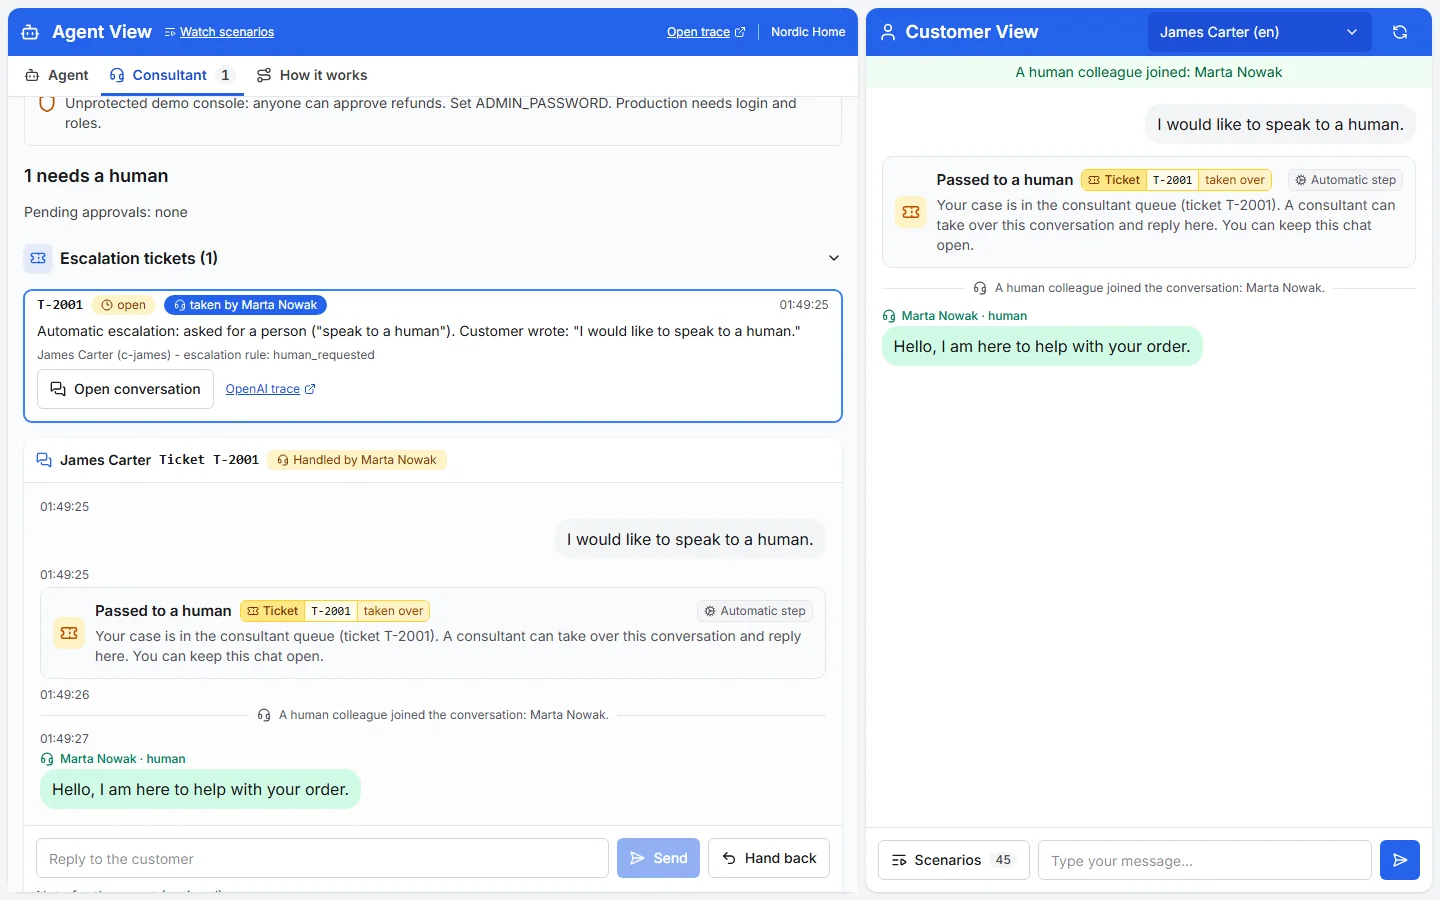 Agent View
Watch scenarios
Open trace
Nordic Home
Agent
Consultant 1
How it works
Unprotected demo console: anyone can approve refunds. Set ADMIN_PASSWORD. Production needs login and
roles.
1 needs a human
Pending approvals: none
Escalation tickets (1)
T-2001 open taken by Marta Nowak 01:49:25
Automatic escalation: asked for a person ("speak to a human"). Customer wrote: "I would like to speak to a human."
James Carter (c-james) - escalation rule: human_requested
Open conversation OpenAI trace
James Carter Ticket T-2001 Handled by Marta Nowak
01:49:25
I would like to speak to a human.
01:49:25
Passed to a human Ticket T-2001 taken over Automatic step
Your case is in the consultant queue (ticket T-2001). A consultant can take over this conversation and reply
here. You can keep this chat open.
01:49:26
A human colleague joined the conversation: Marta Nowak.
01:49:27
Marta Nowak · human
Hello, I am here to help with your order.
Reply to the customer
Send
Hand back
Customer View
James Carter (en)
A human colleague joined: Marta Nowak
I would like to speak to a human.
Passed to a human Ticket T-2001 taken over Automatic step
Your case is in the consultant queue (ticket T-2001). A consultant can
take over this conversation and reply here. You can keep this chat
open.
A human colleague joined the conversation: Marta Nowak.
Marta Nowak · human
Hello, I am here to help with your order.
Scenarios 45
Type your message...